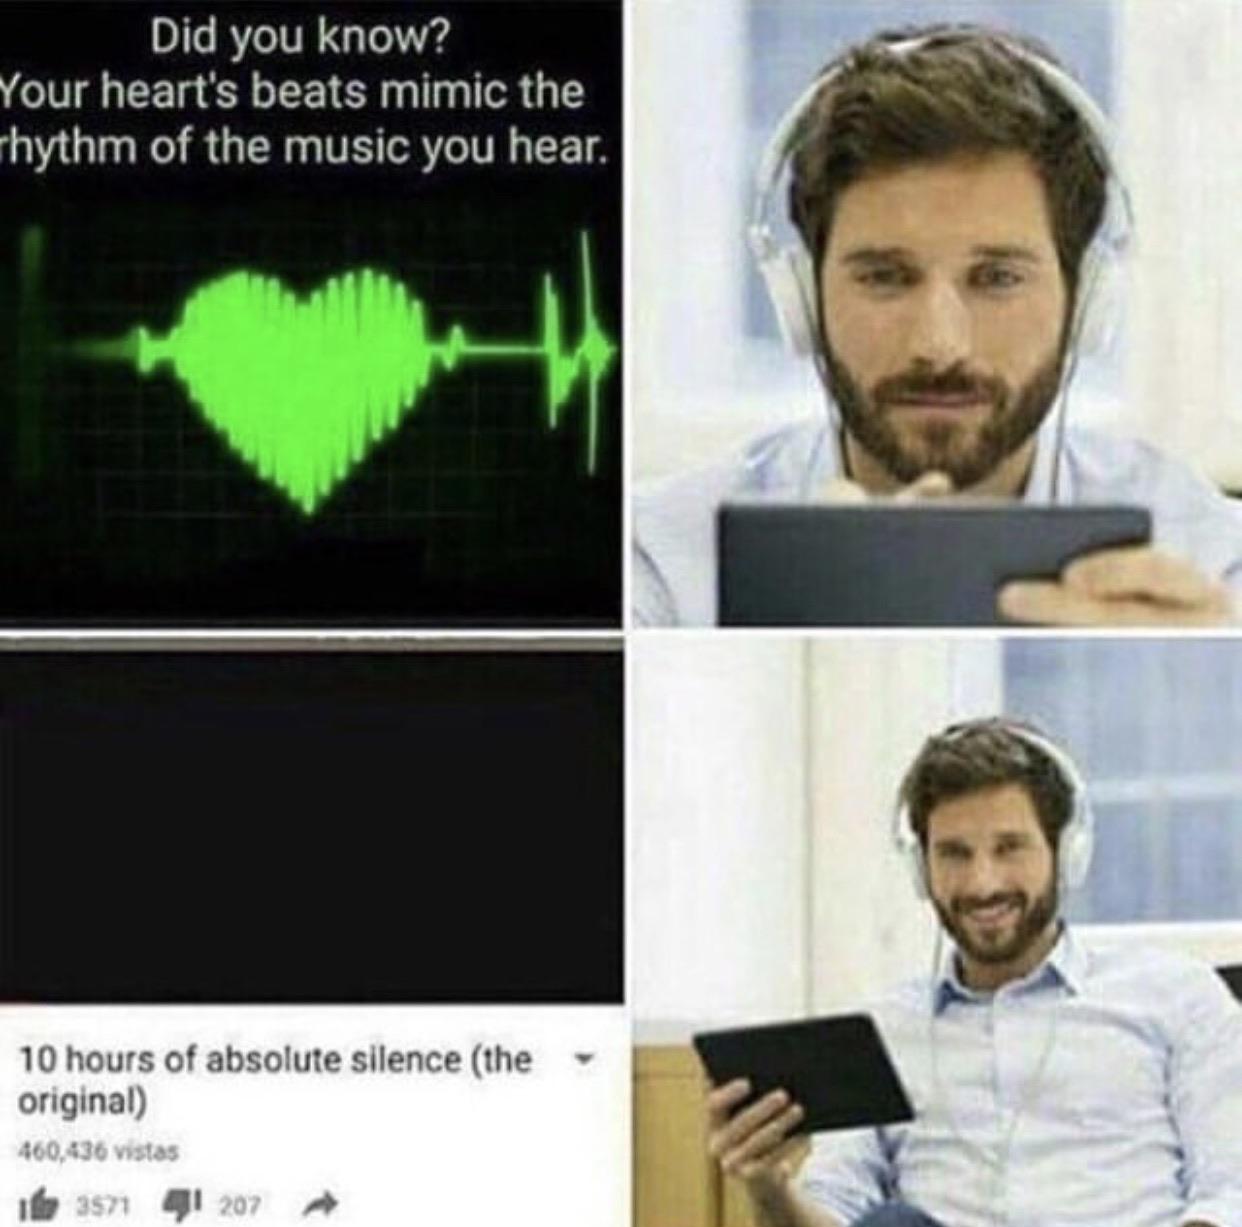 Did you know?
Your heart's beats mimic the
rhythm of the music you hear.
10 hours of absolute silence (the
original)
460,436 vistas
3571 207